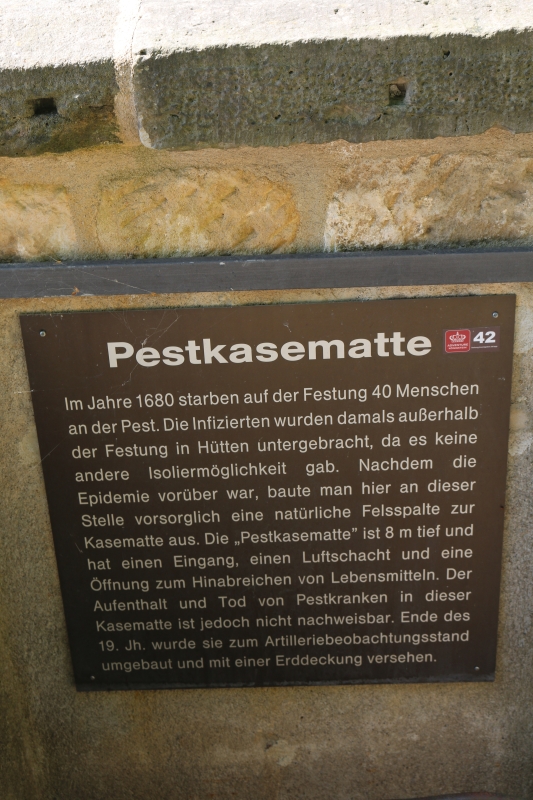 Pestkasematte
42
Im Jahre 1680 starben auf der Festung 40 Menschen
an der Pest. Die Infizierten wurden damals außerhalb
der Festung in Hütten untergebracht, da es keine
andere Isoliermöglichkeit gab. Nachdem die
Epidemie vorüber war, baute man hier an dieser
Stelle vorsorglich eine natürliche Felsspalte zur
Kasematte aus. Die „Pestkasematte” ist 8 m tief und
hat einen Eingang, einen Luftschacht und eine
Öffnung zum Hinabreichen von Lebensmitteln. Der
Aufenthalt und Tod von Pestkranken in dieser
Kasematte ist jedoch nicht nachweisbar. Ende des
19. Jh. wurde sie zum Artilleriebeobachtungsstand
umgebaut und mit einer Erddeckung versehen.